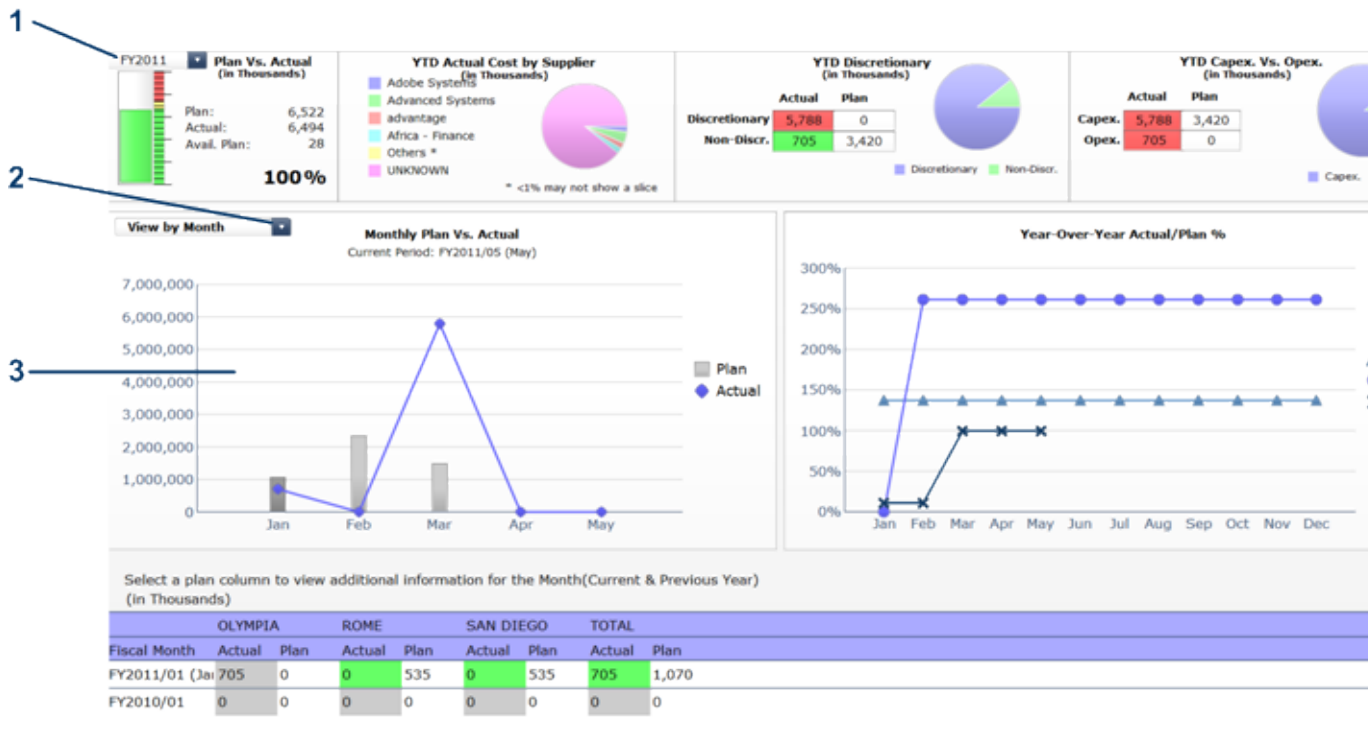 1
FY2011
Plan Vs. Actual
(in Thousands)
Plan: 6,522
Actual: 6,494
Avail. Plan: 28
100%
YTD Actual Cost by Supplier
(in Thousands)
Adobe Systems
Advanced Systems
advantage
Africa - Finance
Others *
UNKNOWN
* <1% may not show a slice
YTD Discretionary
(in Thousands)
Actual Plan
Discretionary 5,788 0
Non-Discr. 705 3,420
Discretionary Non-Discr.
YTD Capex. Vs. Opex.
(in Thousands)
Actual Plan
Capex. 5,788 3,420
Opex. 705 0
Capex.
2
View by Month
Monthly Plan Vs. Actual
Current Period: FY2011/05 (May)
7,000,000
6,000,000
5,000,000
4,000,000
3,000,000
2,000,000
1,000,000
0
Jan Feb Mar Apr May
Plan
Actual
3
Year-Over-Year Actual/Plan %
300%
250%
200%
150%
100%
50%
0%
Jan Feb Mar Apr May Jun Jul Aug Sep Oct Nov Dec
Select a plan column to view additional information for the Month(Current & Previous Year)
(in Thousands)
OLYMPIA ROME SAN DIEGO TOTAL
Fiscal Month Actual Plan Actual Plan Actual Plan Actual Plan
FY2011/01 (Jan 705 0 0 535 0 535 705 1,070
FY2010/01 0 0 0 0 0 0 0 0